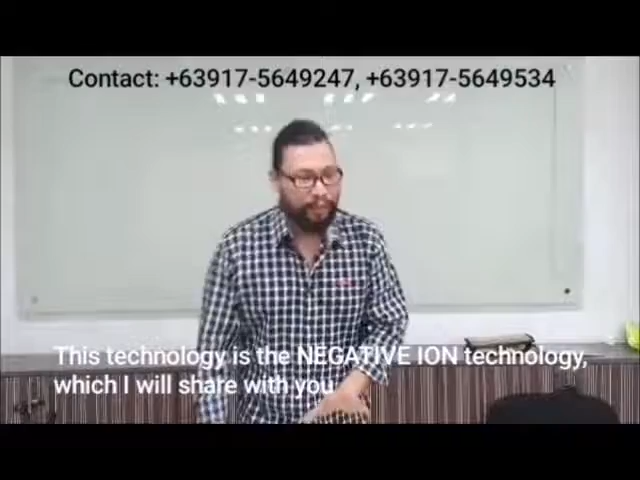 Contact: +63917-5649247, +63917-5649534
This technology is the NEGATIVE ION technology,
which I will share with you